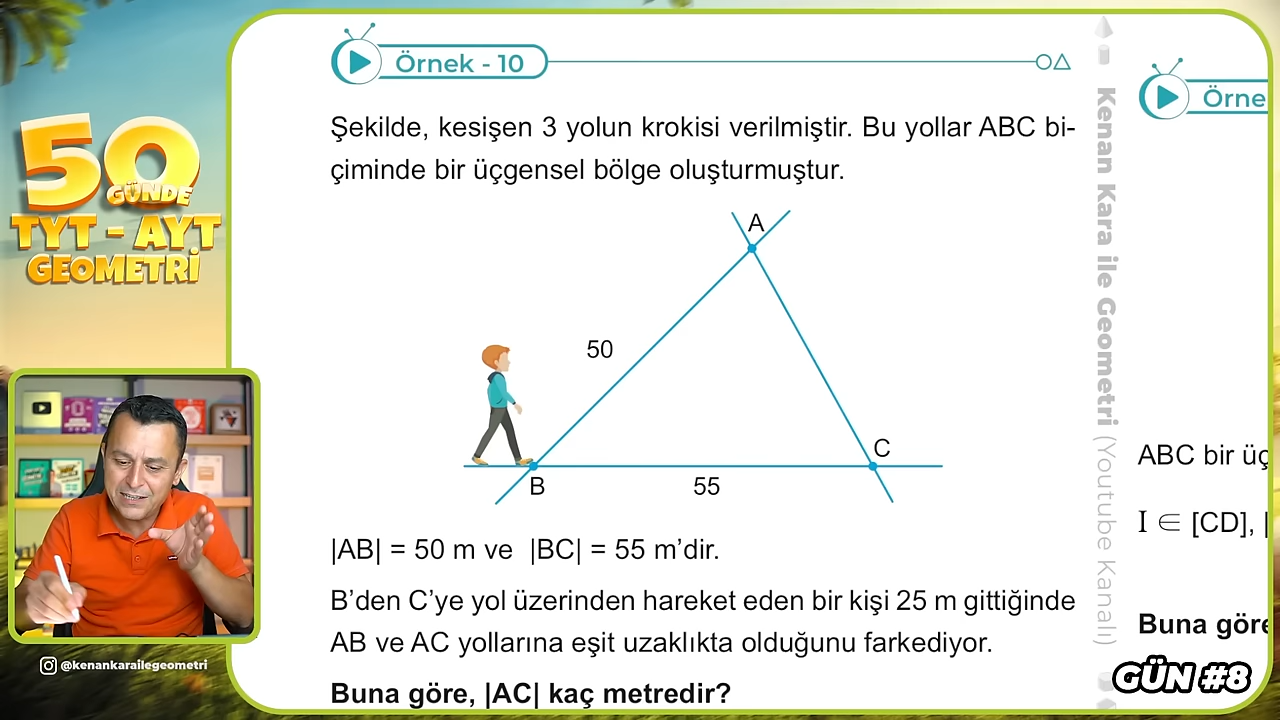 50
GÜNDE
TYT - AYT
GEOMETRİ
@kenankarailegeometri
Örnek - 10
Şekilde, kesişen 3 yolun krokisi verilmiştir. Bu yollar ABC bi-
çiminde bir üçgensel bölge oluşturmuştur.
A
50
C
B
55
|AB| = 50 m ve |BC| = 55 m’dir.
B’den C’ye yol üzerinden hareket eden bir kişi 25 m gittiğinde
AB ve AC yollarına eşit uzaklıkta olduğunu farkediyor.
Buna göre, |AC| kaç metredir?
Kenan Kara ile Geometri (Youtube Kanalı)
Örne
ABC bir üç
I ∈ [CD], |
Buna göre
GÜN #8